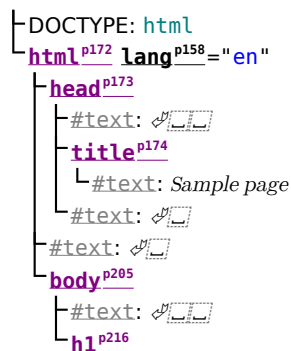 DOCTYPE: html
html p172 lang p158="en"
head p173
#text: ⏎␣␣
title p174
#text: Sample page
#text: ⏎␣
#text: ⏎␣
body p205
#text: ⏎␣␣
h1 p216